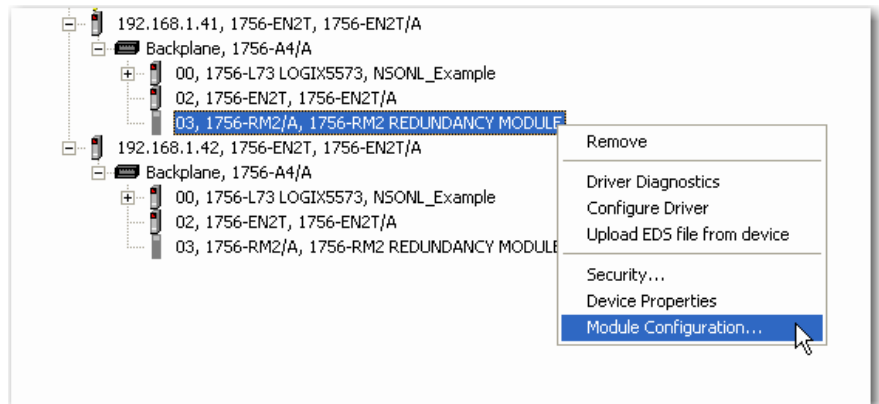 192.168.1.41, 1756-EN2T, 1756-EN2T/A
Backplane, 1756-A4/A
00, 1756-L73 LOGIX5573, NSONL_Example
02, 1756-EN2T, 1756-EN2T/A
03, 1756-RM2/A, 1756-RM2 REDUNDANCY MODULE
192.168.1.42, 1756-EN2T, 1756-EN2T/A
Backplane, 1756-A4/A
00, 1756-L73 LOGIX5573, NSONL_Example
02, 1756-EN2T, 1756-EN2T/A
03, 1756-RM2/A, 1756-RM2 REDUNDANCY MODULE
Remove
Driver Diagnostics
Configure Driver
Upload EDS file from device
Security...
Device Properties
Module Configuration...